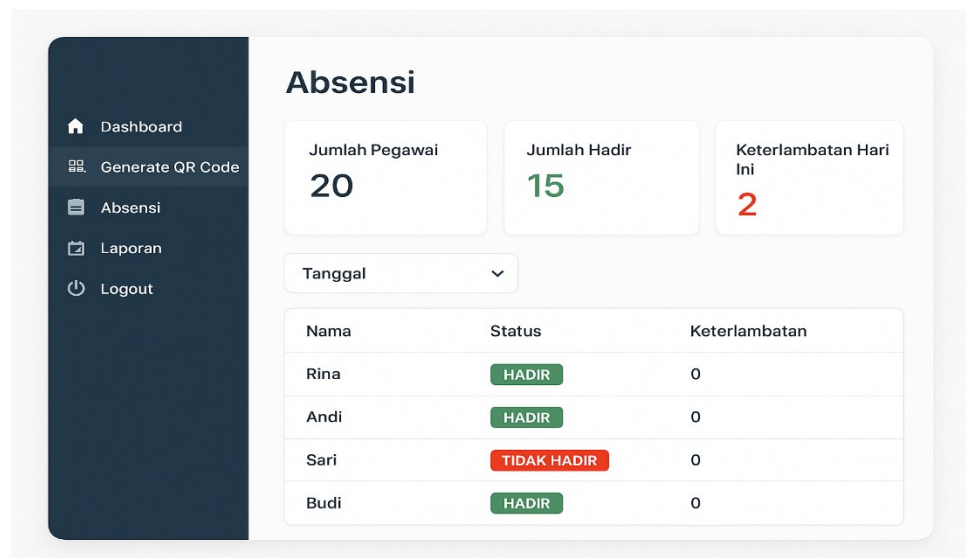 Dashboard
Generate QR Code
Absensi
Laporan
Logout
Absensi
Jumlah Pegawai
20
Jumlah Hadir
15
Keterlambatan Hari
Ini
2
Tanggal
Nama Status Keterlambatan
Rina HADIR 0
Andi HADIR 0
Sari TIDAK HADIR 0
Budi HADIR 0